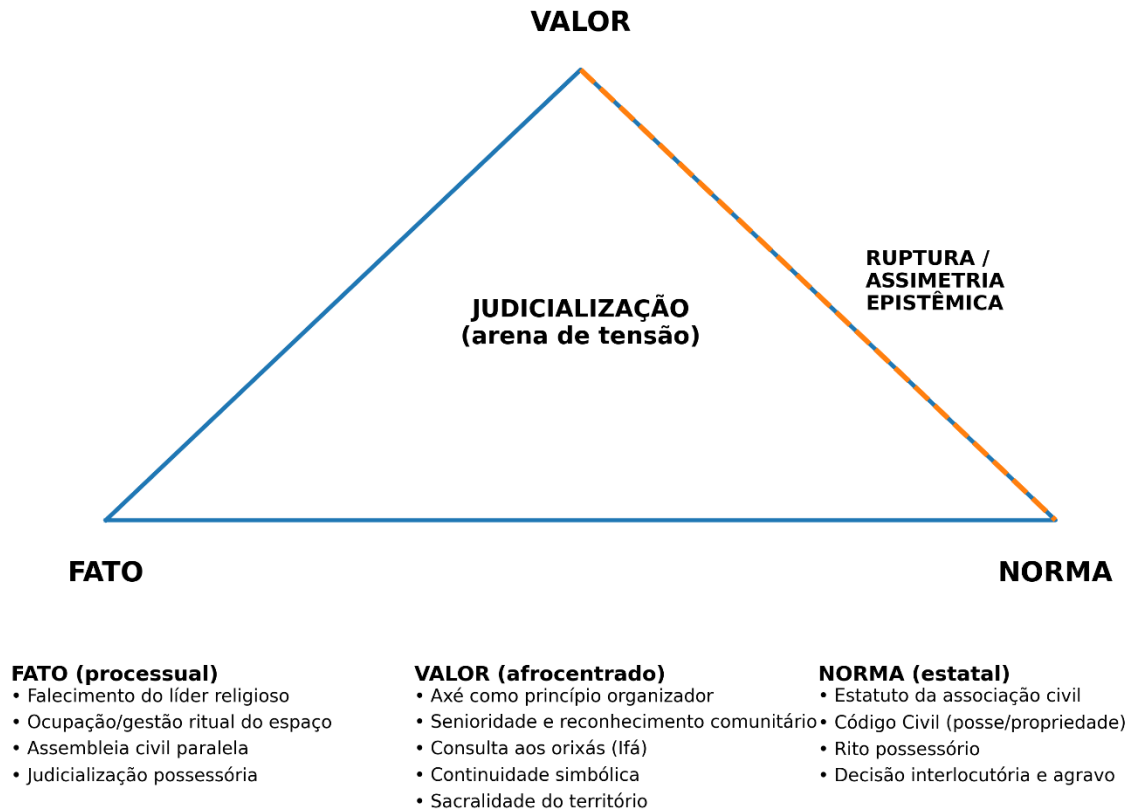 VALOR
RUPTURA /
ASSIMETRIA
EPISTÊMICA
JUDICIALIZAÇÃO
(arena de tensão)
FATO
NORMA
FATO (processual)
• Falecimento do líder religioso
• Ocupação/gestão ritual do espaço
• Assembleia civil paralela
• Judicialização possessória
VALOR (afrocentrado)
• Axé como princípio organizador
• Senioridade e reconhecimento comunitário
• Consulta aos orixás (Ifá)
• Continuidade simbólica
• Sacralidade do território
NORMA (estatal)
• Estatuto da associação civil
• Código Civil (posse/propriedade)
• Rito possessório
• Decisão interlocutória e agravo